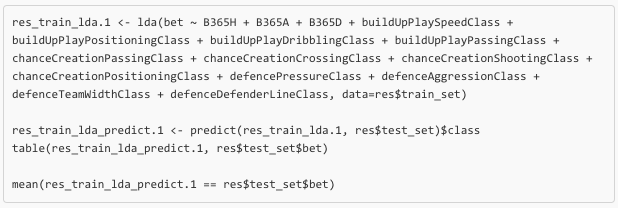 res_train_lda.1 <- lda(bet ~ B365H + B365A + B365D + buildUpPlaySpeedClass +
buildUpPlayPositioningClass + buildUpPlayDribblingClass + buildUpPlayPassingClass +
chanceCreationPassingClass + chanceCreationCrossingClass + chanceCreationShootingClass +
chanceCreationPositioningClass + defencePressureClass + defenceAggressionClass +
defenceTeamWidthClass + defenceDefenderLineClass, data=res$train_set)
res_train_lda_predict.1 <- predict(res_train_lda.1, res$test_set)$class
table(res_train_lda_predict.1, res$test_set$bet)
mean(res_train_lda_predict.1 == res$test_set$bet)